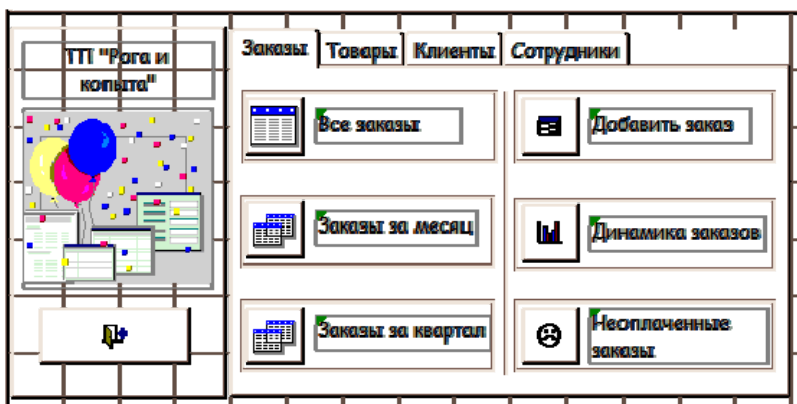 ТП "Рога и
копыта"
Заказы
Товары
Клиенты
Сотрудники
Все заказы
Добавить заказ
Заказы за месяц
Динамика заказов
Заказы за квартал
Неоплаченные
заказы